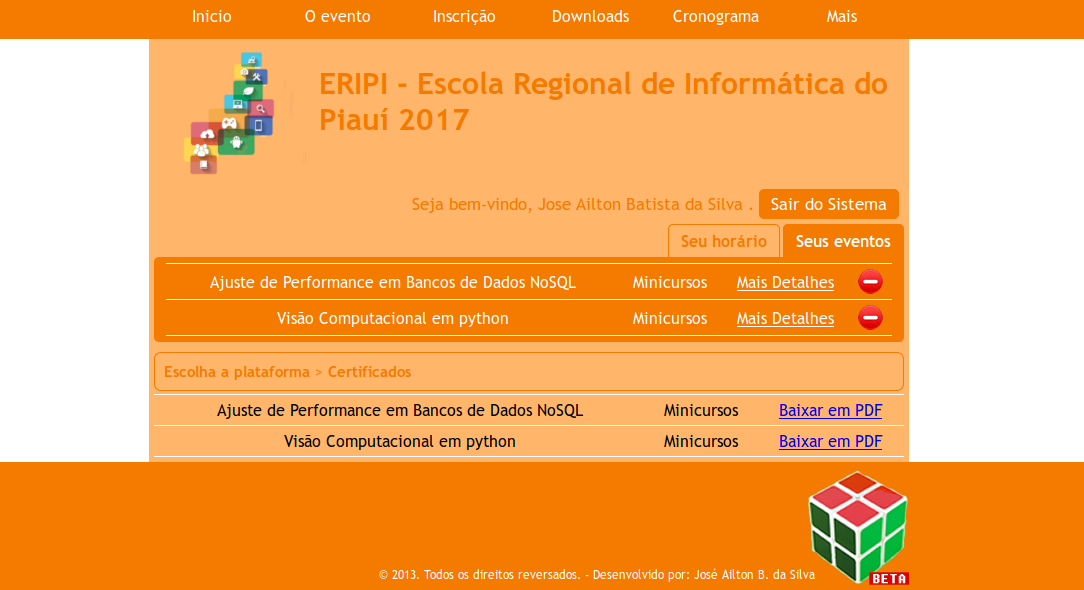 Inicio O evento Inscrição Downloads Cronograma Mais
ERIPI - Escola Regional de Informática do
Piauí 2017
Seja bem-vindo, Jose Ailton Batista da Silva . Sair do Sistema
Seu horário Seus eventos
Ajuste de Performance em Bancos de Dados NoSQL Minicursos Mais Detalhes
Visão Computacional em python Minicursos Mais Detalhes
Escolha a plataforma > Certificados
Ajuste de Performance em Bancos de Dados NoSQL Minicursos Baixar em PDF
Visão Computacional em python Minicursos Baixar em PDF
© 2013. Todos os direitos reversados. - Desenvolvido por: José Ailton B. da Silva
BETA